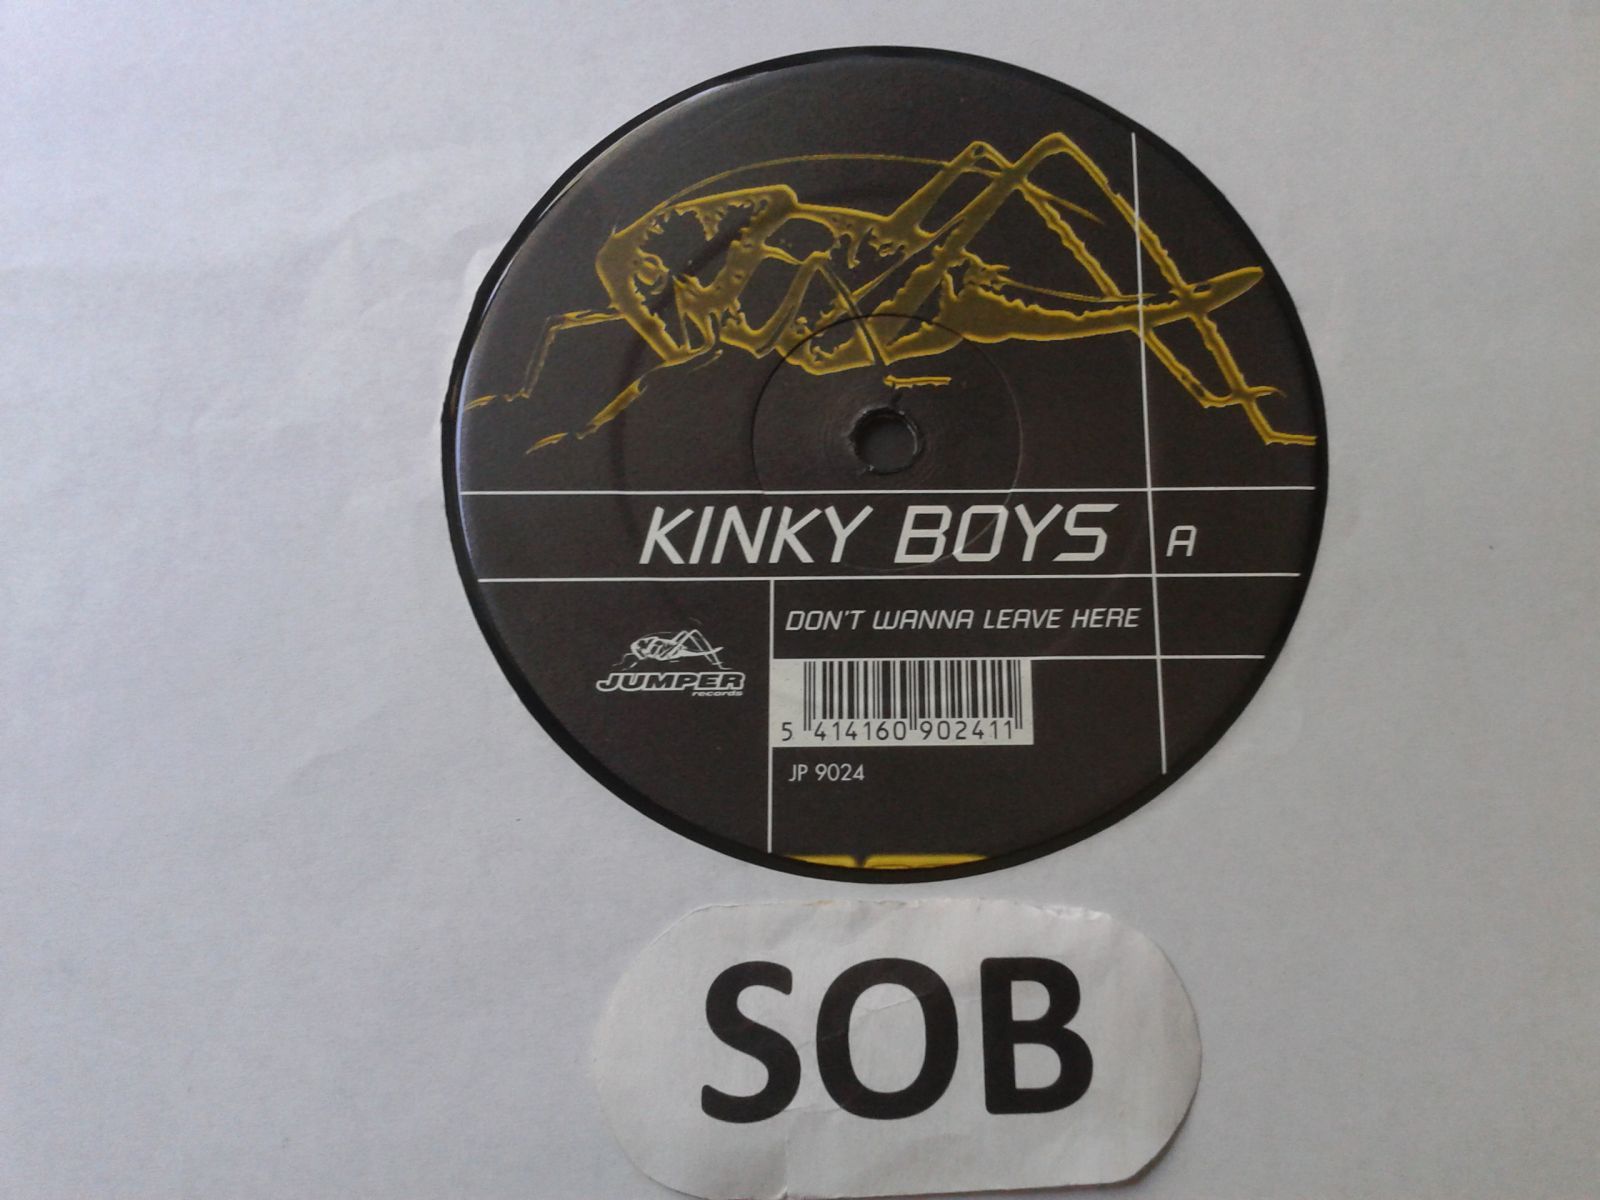 KINKY BOYS A
DON'T WANNA LEAVE HERE
JUMPER
records
5 414160 902411
JP 9024
SOB